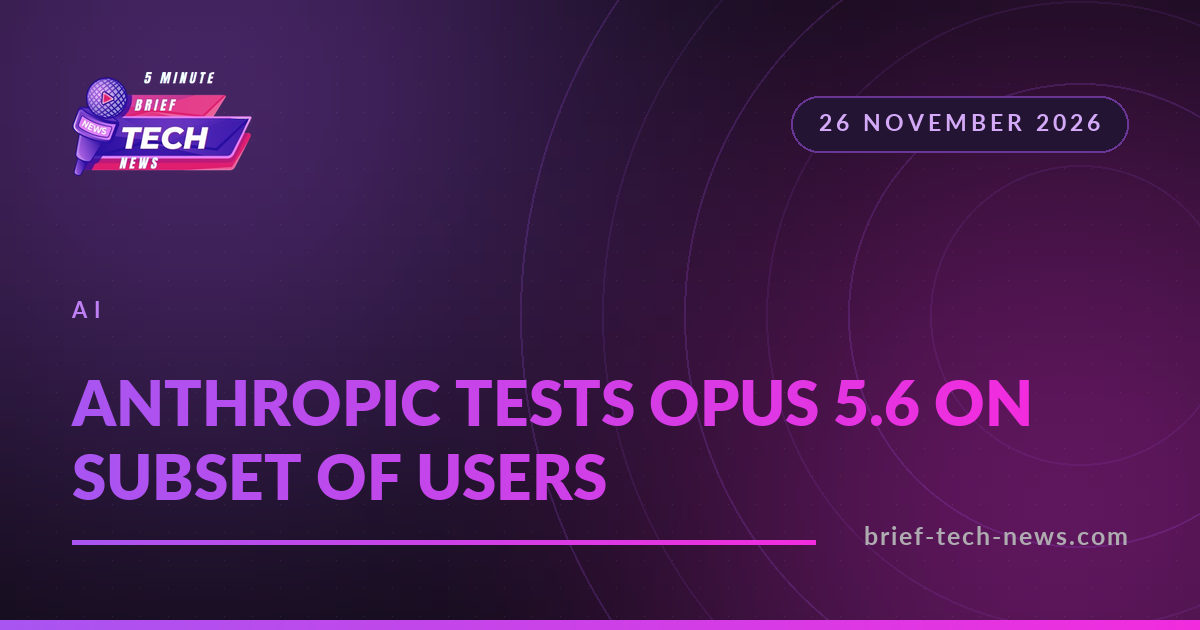 5 MINUTE
BRIEF
NEWS
TECH
NEWS
26 NOVEMBER 2026
AI
ANTHROPIC TESTS OPUS 5.6 ON
SUBSET OF USERS
brief-tech-news.com